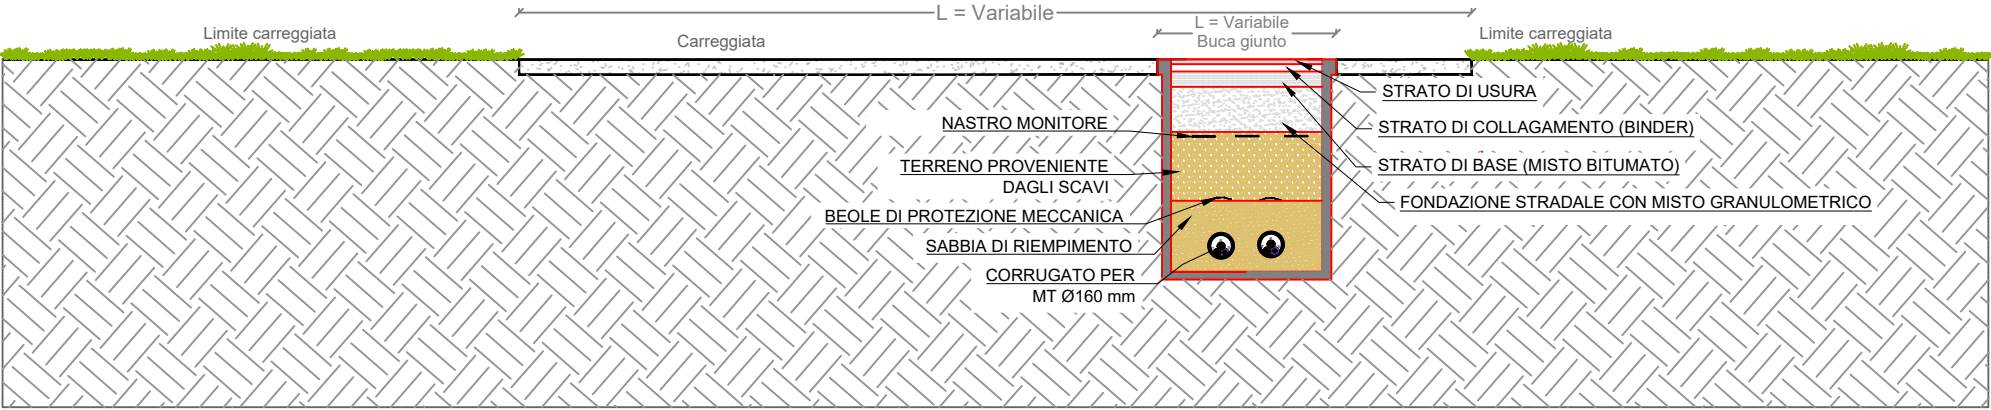 L = Variabile
Limite carreggiata
Carreggiata
L = Variabile
Buca giunto
Limite carreggiata
NASTRO MONITORE
TERRENO PROVENIENTE
DAGLI SCAVI
BEOLE DI PROTEZIONE MECCANICA
SABBIA DI RIEMPIMENTO
CORRUGATO PER
MT Ø160 mm
STRATO DI USURA
STRATO DI COLLAGAMENTO (BINDER)
STRATO DI BASE (MISTO BITUMATO)
FONDAZIONE STRADALE CON MISTO GRANULOMETRICO